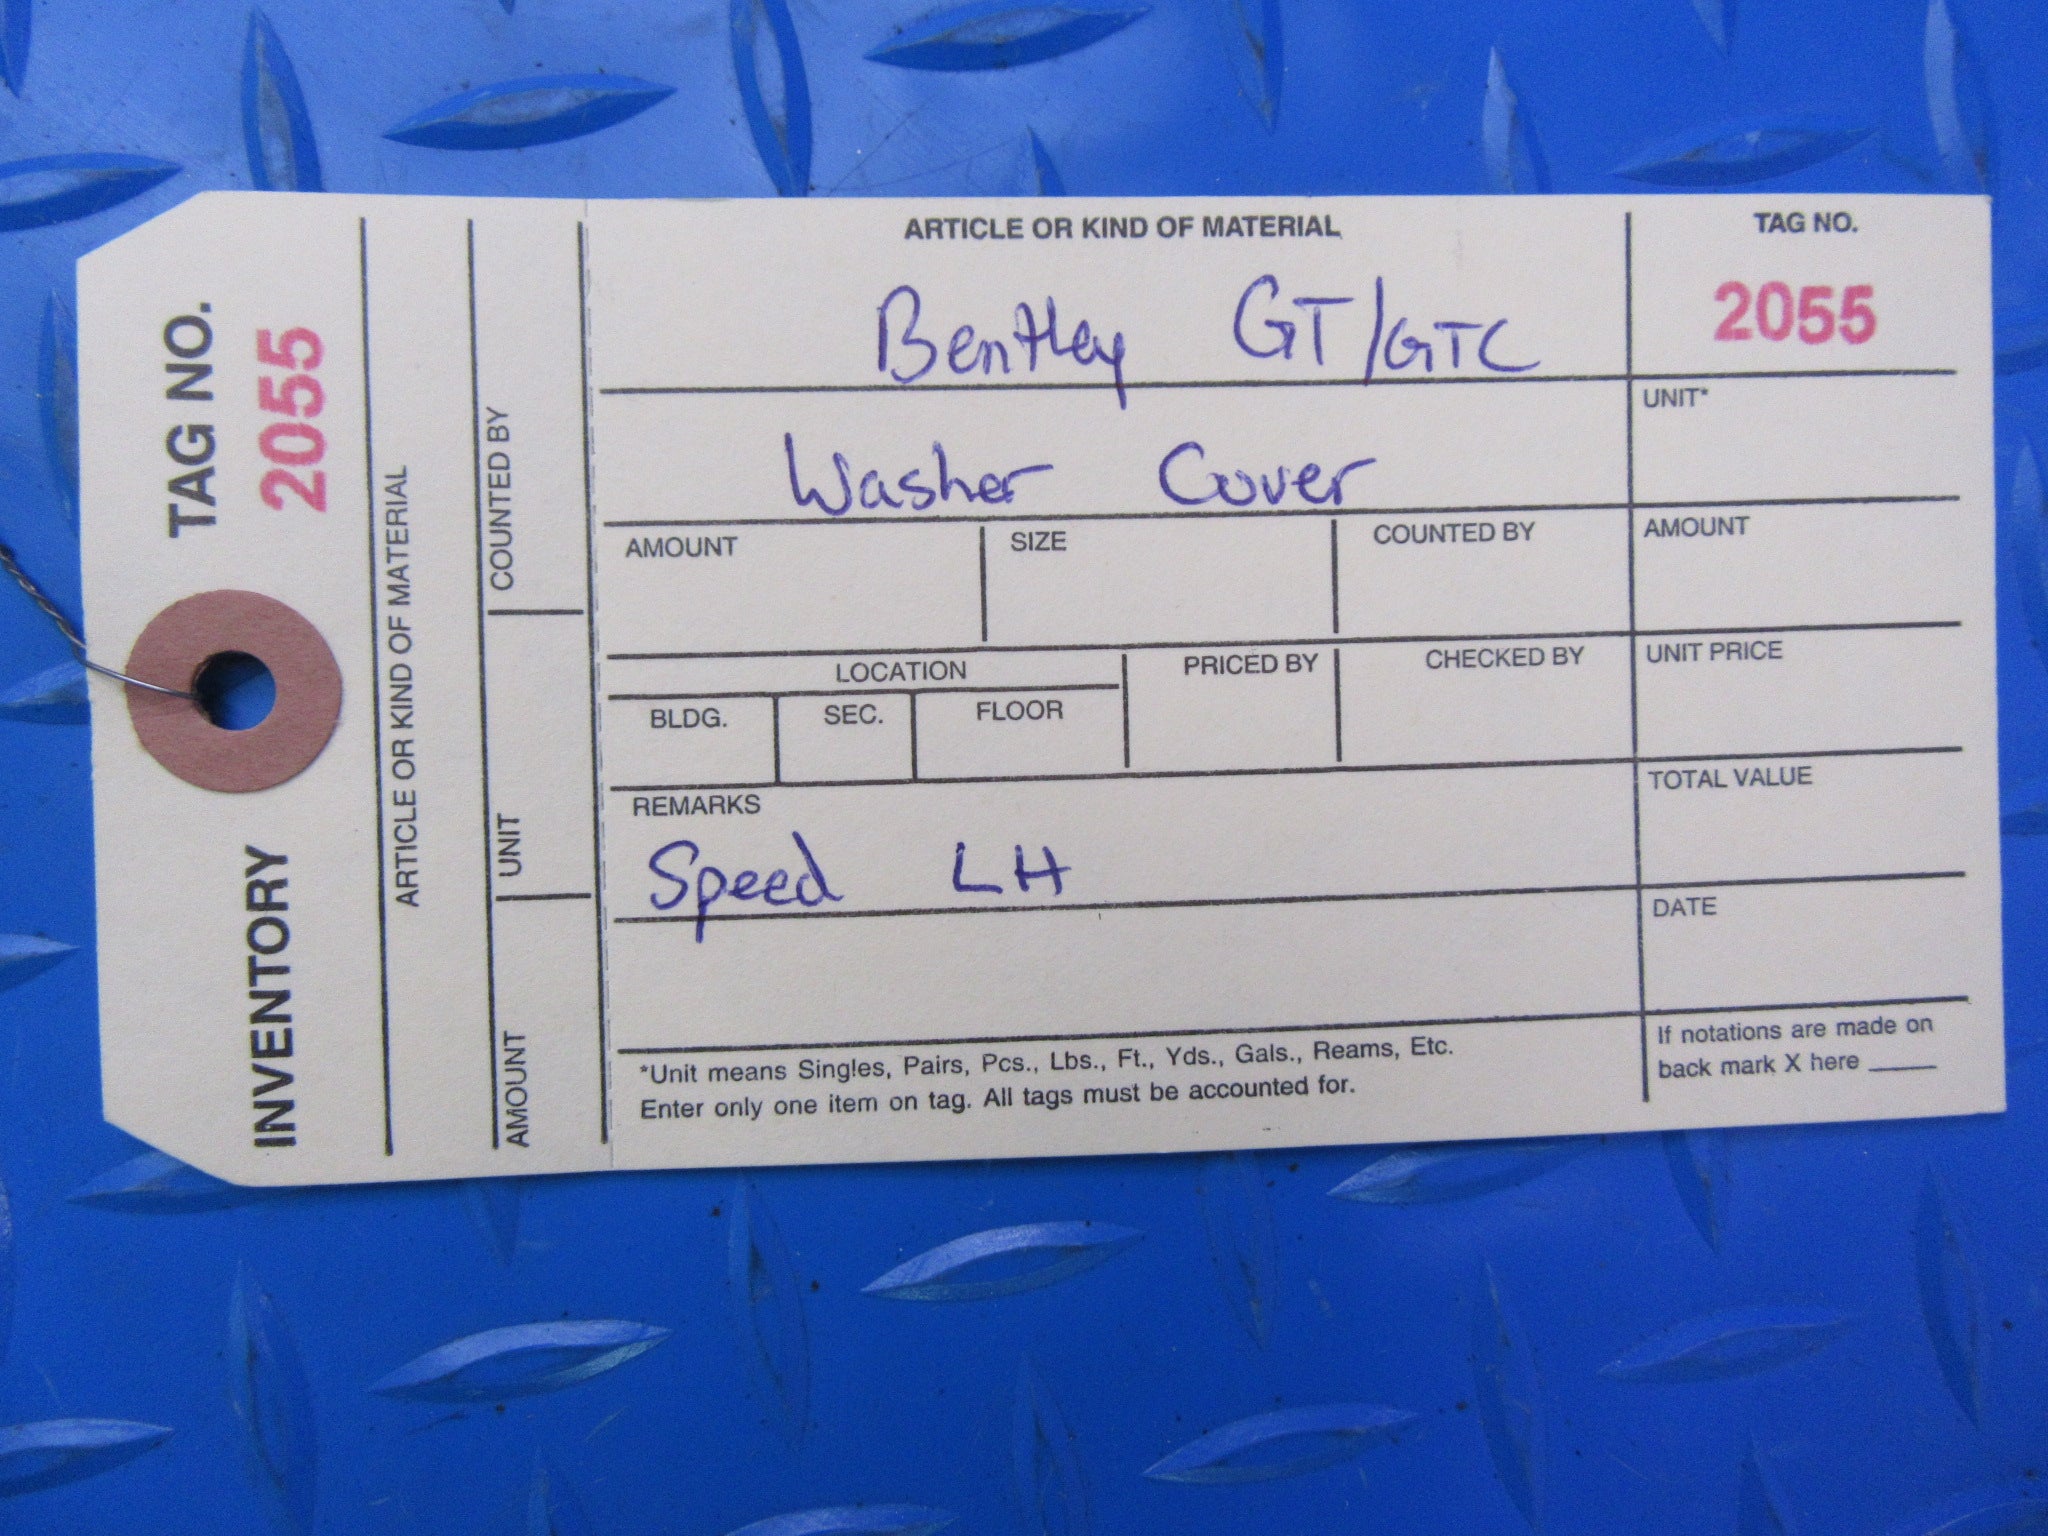 INVENTORY TAG NO.
2055
ARTICLE OR KIND OF MATERIAL
AMOUNT UNIT COUNTED BY
ARTICLE OR KIND OF MATERIAL TAG NO.
Bentley GT/GTC 2055
UNIT*
Washer Cover
AMOUNT SIZE COUNTED BY AMOUNT
LOCATION PRICED BY CHECKED BY UNIT PRICE
BLDG. SEC. FLOOR
REMARKS TOTAL VALUE
Speed LH
DATE
*Unit means Singles, Pairs, Pcs., Lbs., Ft., Yds., Gals., Reams, Etc.
Enter only one item on tag. All tags must be accounted for.
If notations are made on
back mark X here _____